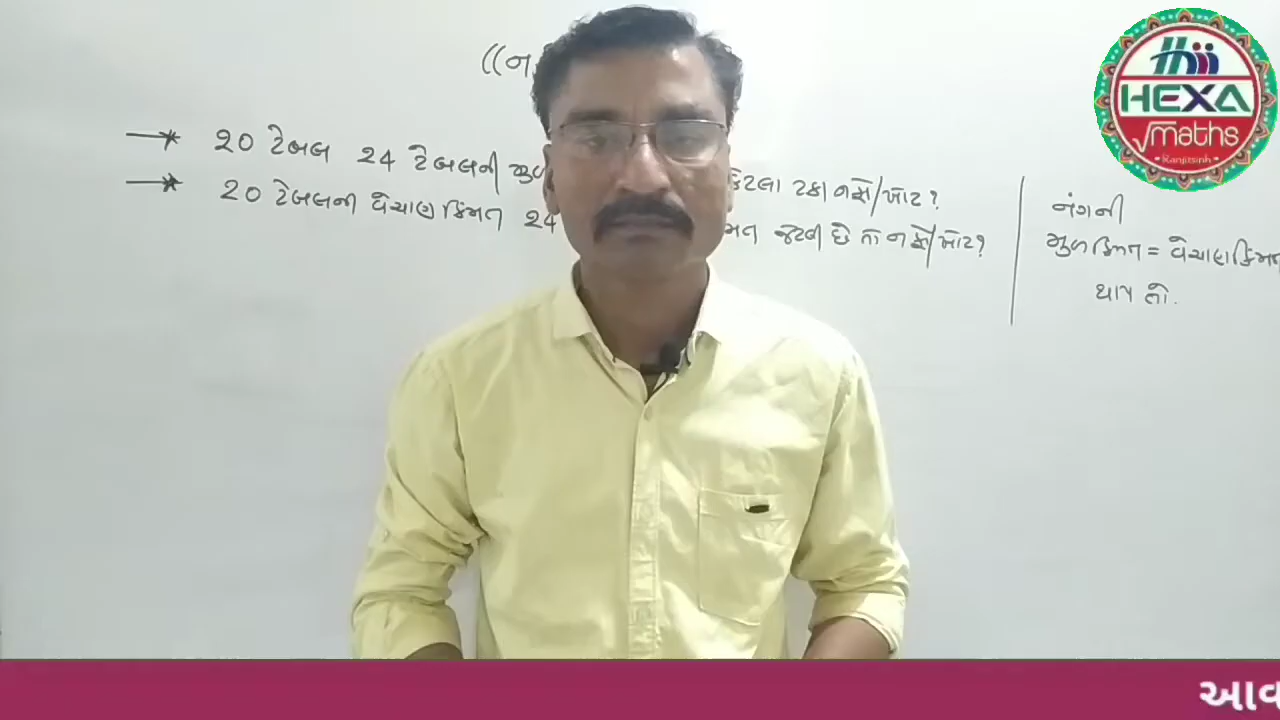 ((ન
20 ટેબલ 24 ટેબલની મુળ કેટલા ટકા નફો/ખોટ?
20 ટેબલની વેચાણ કિંમત 24 જેટલી છે તો નફો/ખોટ?
નંગની
મુળ કિંમત = વેચાણ કિંમત
થાય તો.
HEXA
√maths
Ranjitsinh
આવ